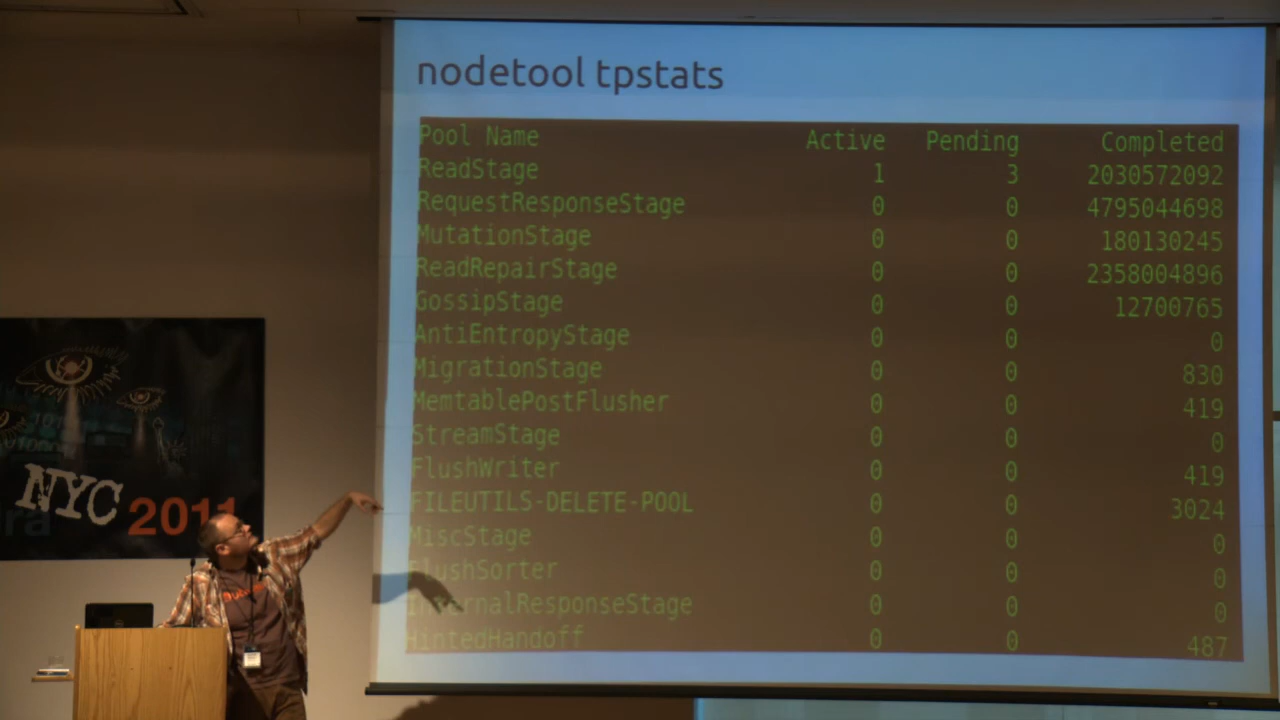 nodetool tpstats
Pool Name Active Pending Completed
ReadStage 1 3 2030572092
RequestResponseStage 0 0 4795044698
MutationStage 0 0 180130245
ReadRepairStage 0 0 2358004896
GossipStage 0 0 12700765
AntiEntropyStage 0 0 0
MigrationStage 0 0 830
MemtablePostFlusher 0 0 419
StreamStage 0 0 0
FlushWriter 0 0 419
FILEUTILS-DELETE-POOL 0 0 3024
MiscStage 0 0 0
FlushSorter 0 0 0
InternalResponseStage 0 0 0
HintedHandoff 0 0 487
NYC 2011